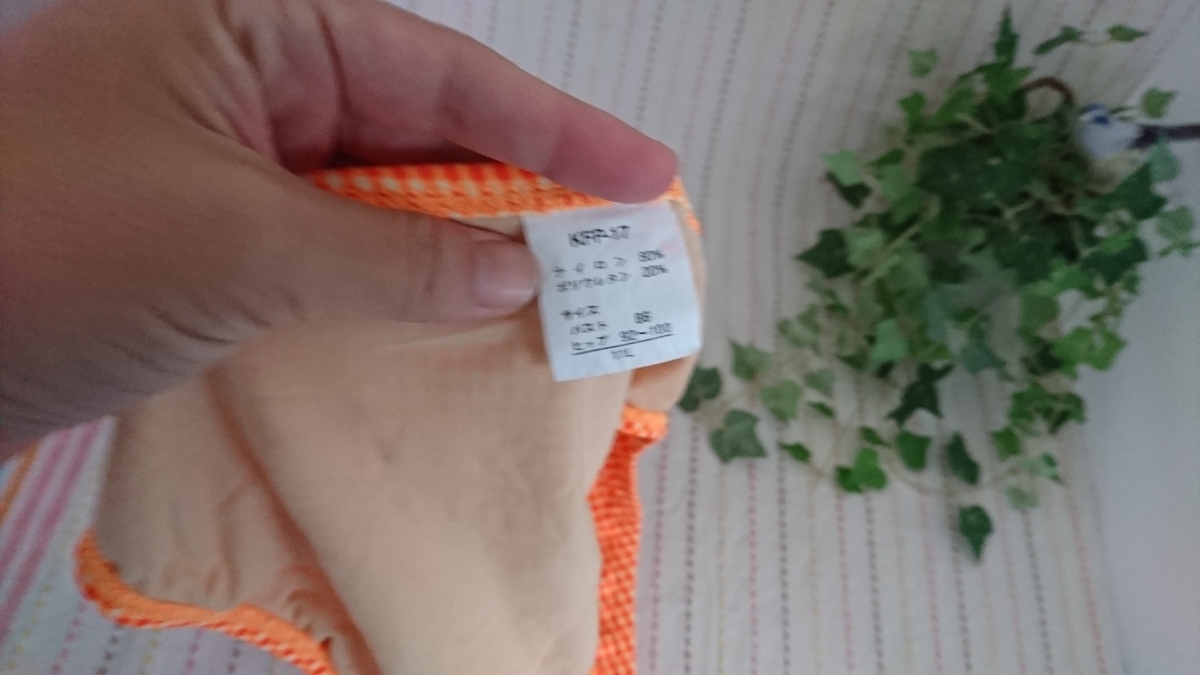 KFP-17
ナイロン 80%
ポリウレタン 20%
サイズ
バスト 86
ヒップ 92-100
11L